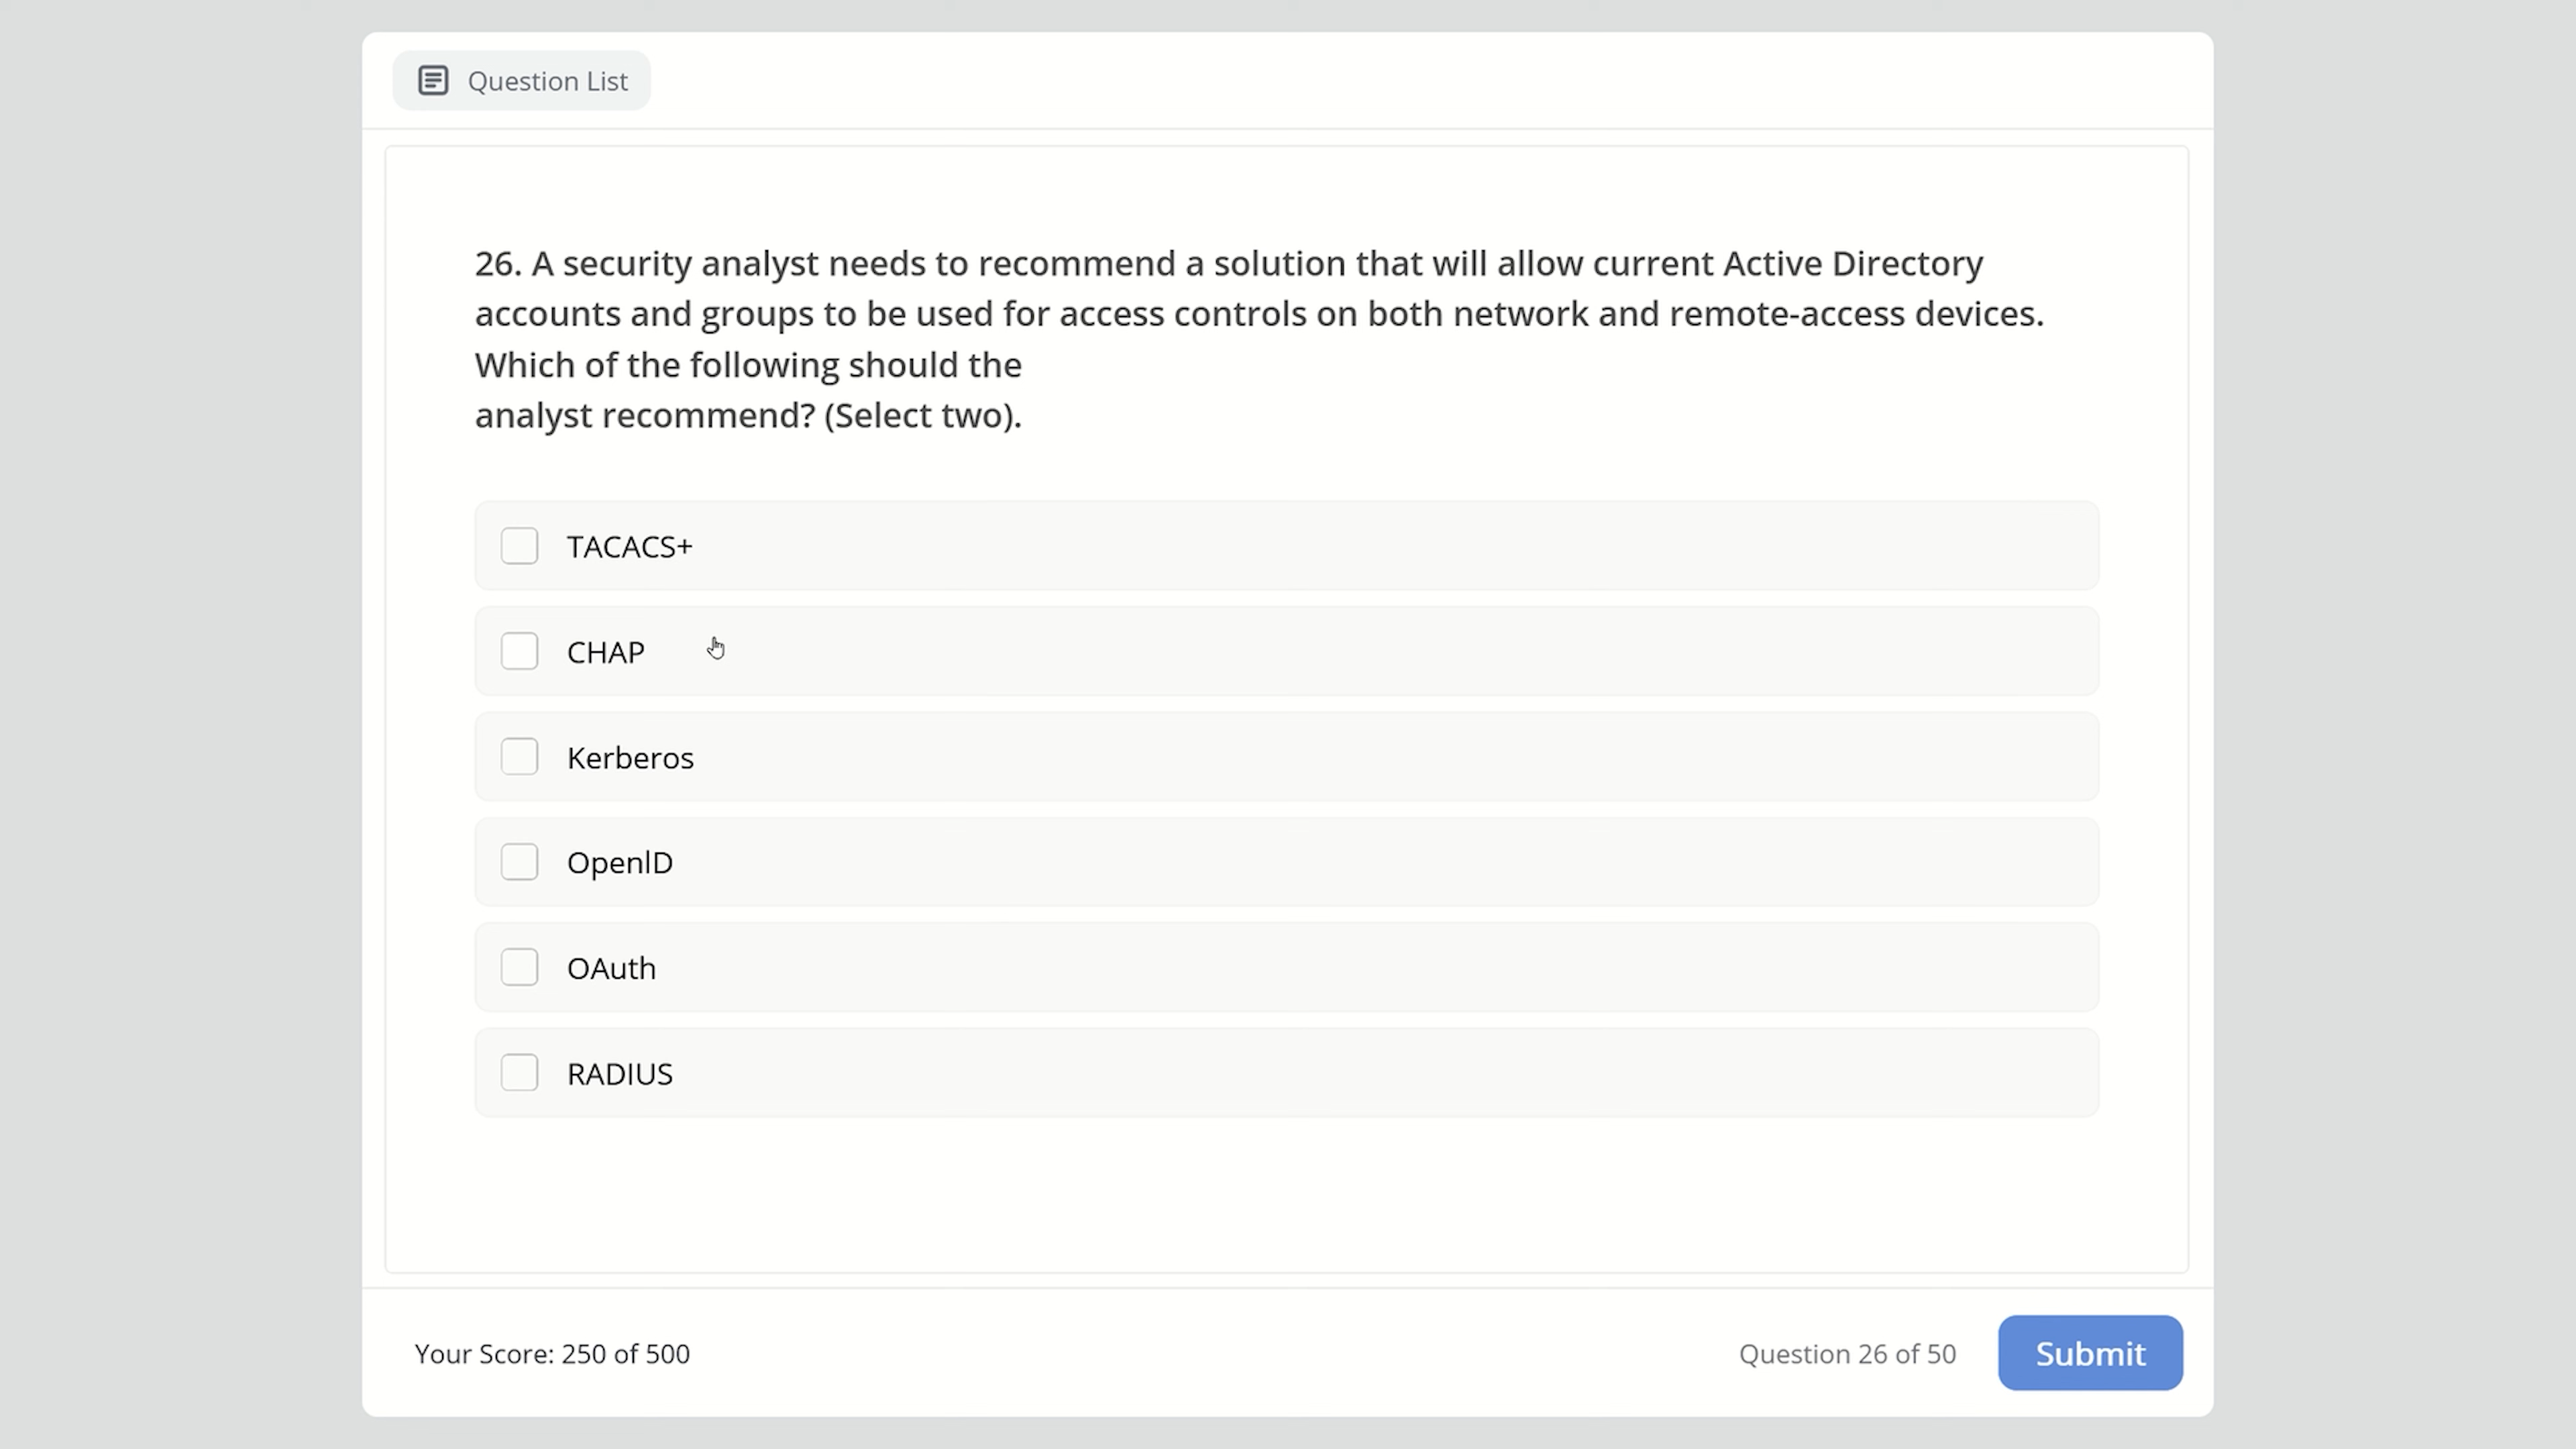 Question List
26. A security analyst needs to recommend a solution that will allow current Active Directory
accounts and groups to be used for access controls on both network and remote-access devices.
Which of the following should the
analyst recommend? (Select two).
TACACS+
CHAP
Kerberos
OpenlD
OAuth
RADIUS
Your Score: 250 of 500
Question 26 of 50
Submit